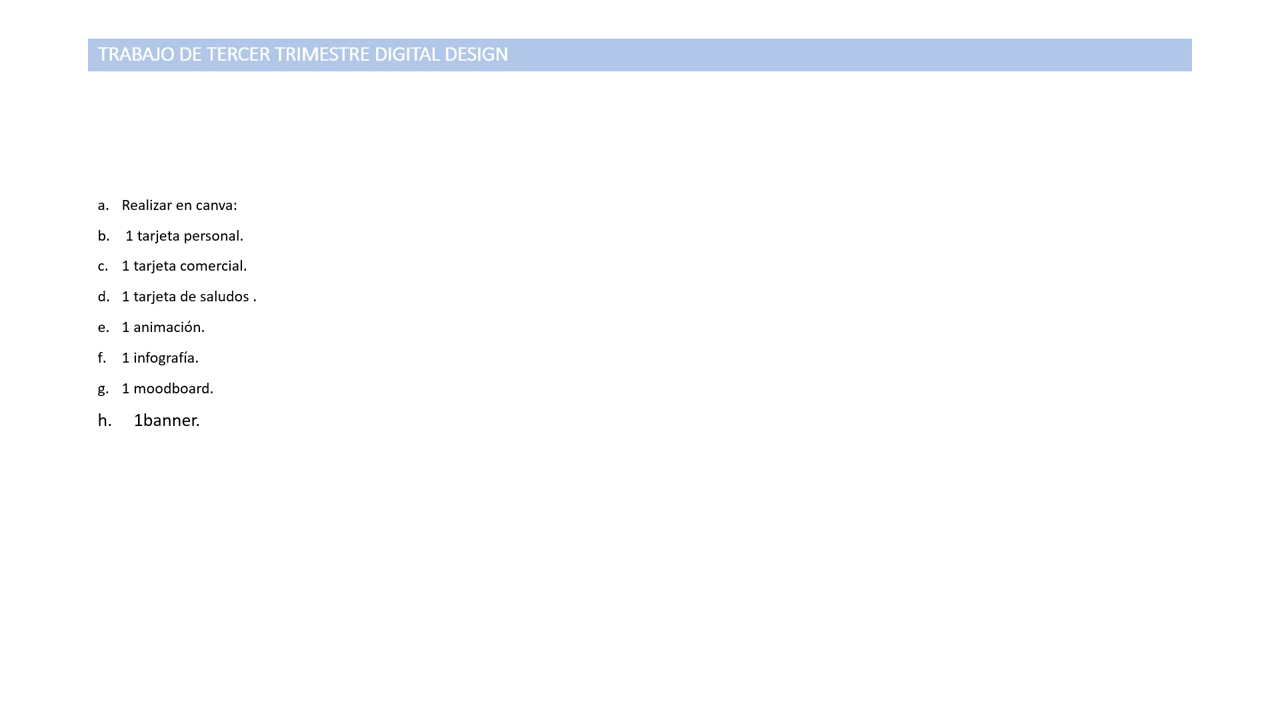 TRABAJO DE TERCER TRIMESTRE DIGITAL DESIGN
a. Realizar en canva:
b. 1 tarjeta personal.
c. 1 tarjeta comercial.
d. 1 tarjeta de saludos .
e. 1 animación.
f. 1 infografía.
g. 1 moodboard.
h. 1banner.